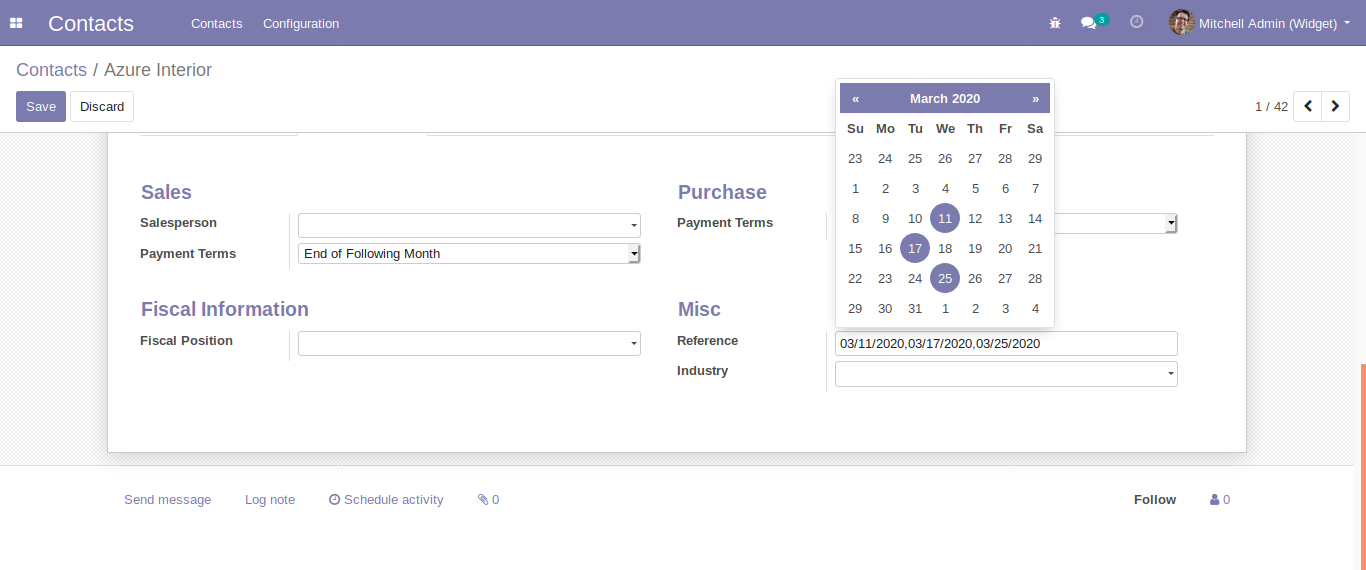 Contacts Contacts Configuration 3 Mitchell Admin (Widget)
Contacts / Azure Interior
Save Discard 1 / 42
« March 2020 »
Su Mo Tu We Th Fr Sa
23 24 25 26 27 28 29
1 2 3 4 5 6 7
8 9 10 11 12 13 14
15 16 17 18 19 20 21
22 23 24 25 26 27 28
29 30 31 1 2 3 4
Sales
Salesperson
Payment Terms End of Following Month
Purchase
Payment Terms
Fiscal Information
Fiscal Position
Misc
Reference 03/11/2020,03/17/2020,03/25/2020
Industry
Send message Log note Schedule activity 0 Follow 0